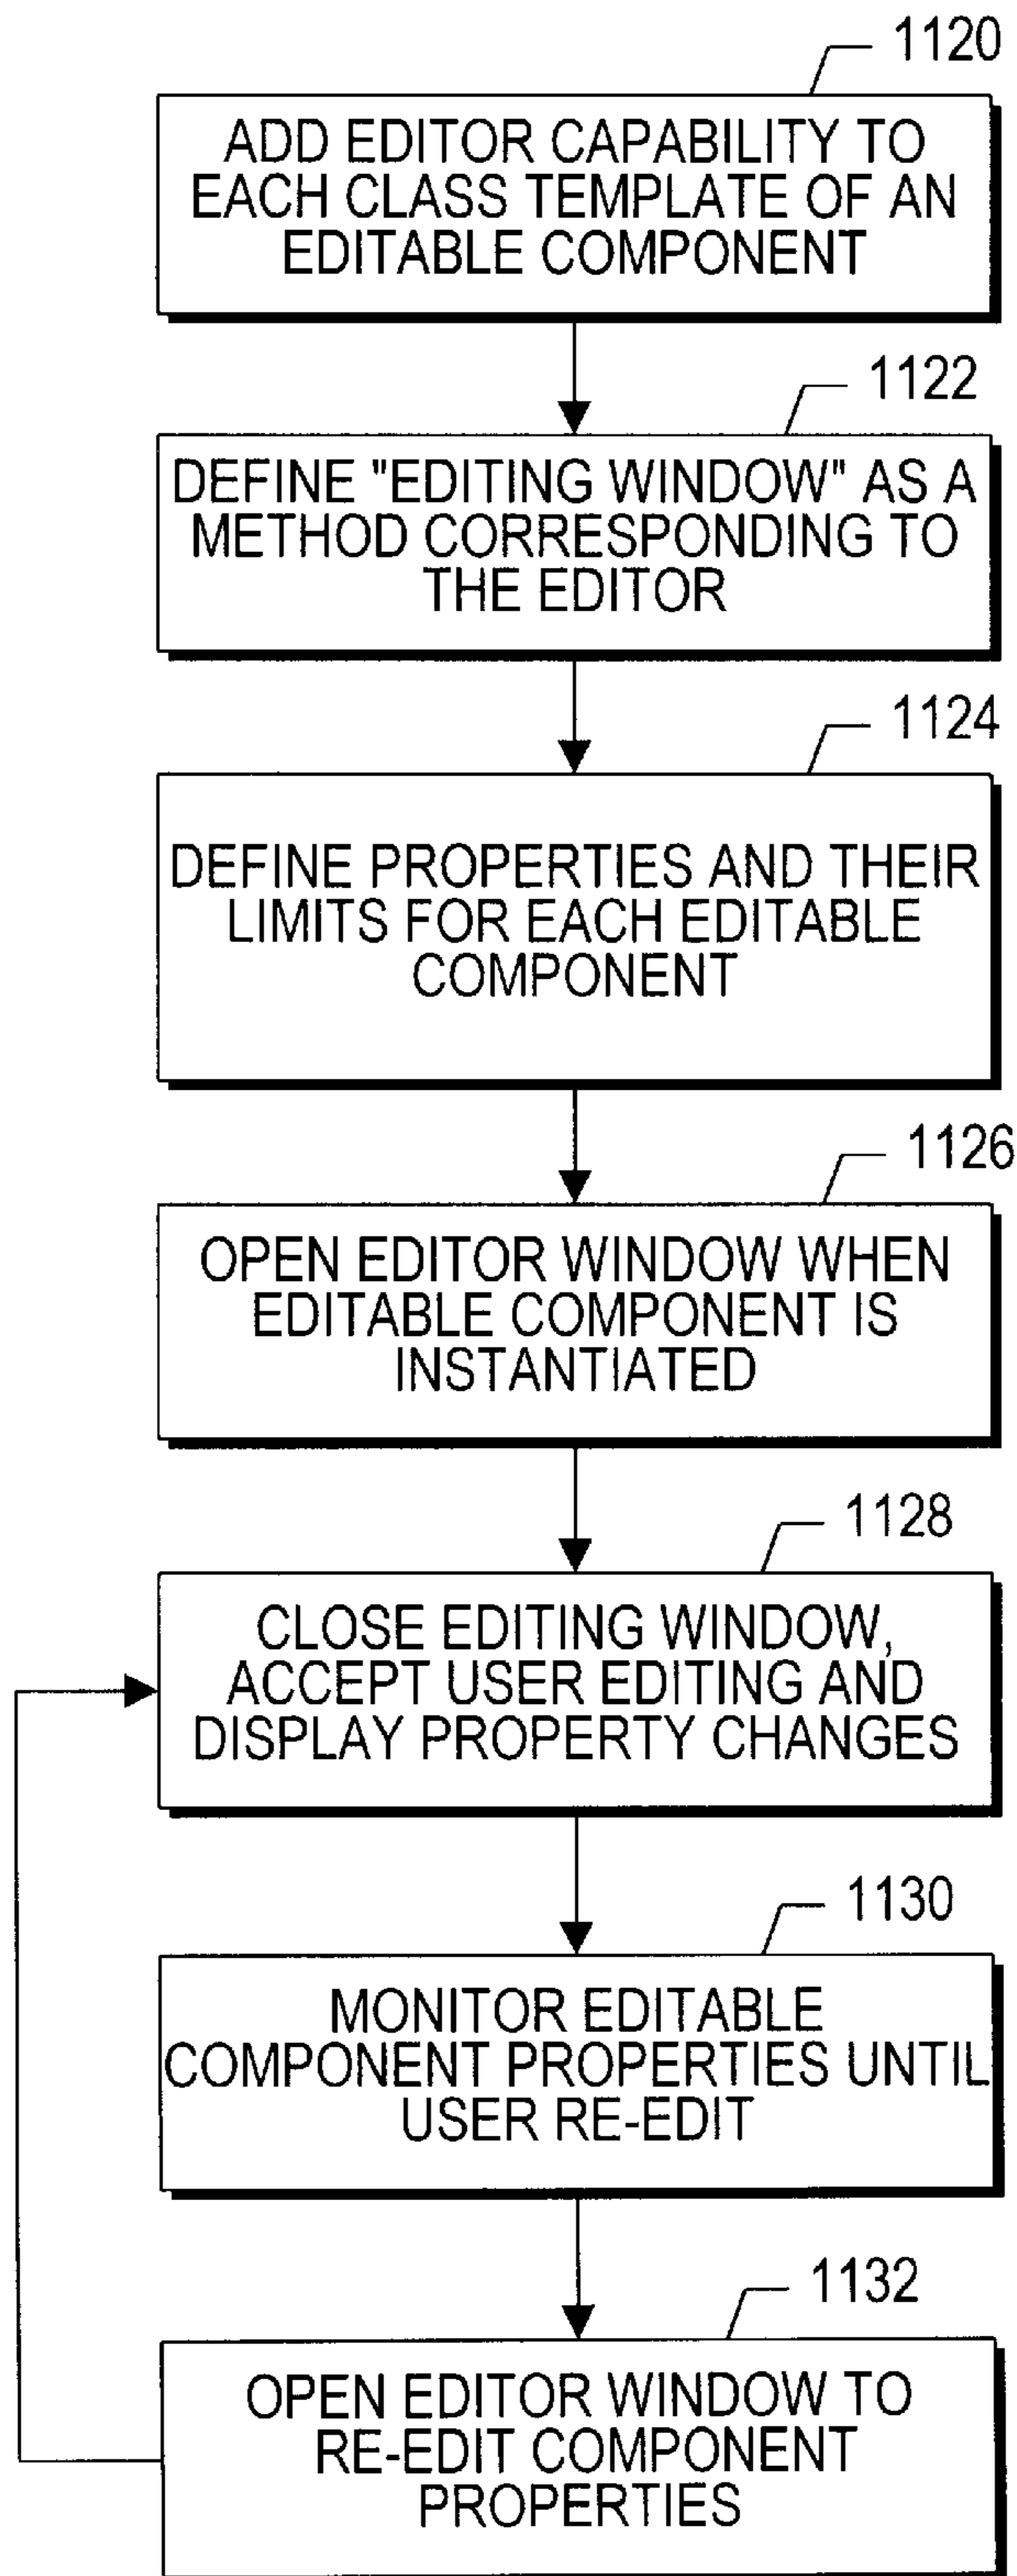 1120
ADD EDITOR CAPABILITY TO
EACH CLASS TEMPLATE OF AN
EDITABLE COMPONENT
1122
DEFINE "EDITING WINDOW" AS A
METHOD CORRESPONDING TO
THE EDITOR
1124
DEFINE PROPERTIES AND THEIR
LIMITS FOR EACH EDITABLE
COMPONENT
1126
OPEN EDITOR WINDOW WHEN
EDITABLE COMPONENT IS
INSTANTIATED
1128
CLOSE EDITING WINDOW,
ACCEPT USER EDITING AND
DISPLAY PROPERTY CHANGES
1130
MONITOR EDITABLE
COMPONENT PROPERTIES UNTIL
USER RE-EDIT
1132
OPEN EDITOR WINDOW TO
RE-EDIT COMPONENT
PROPERTIES